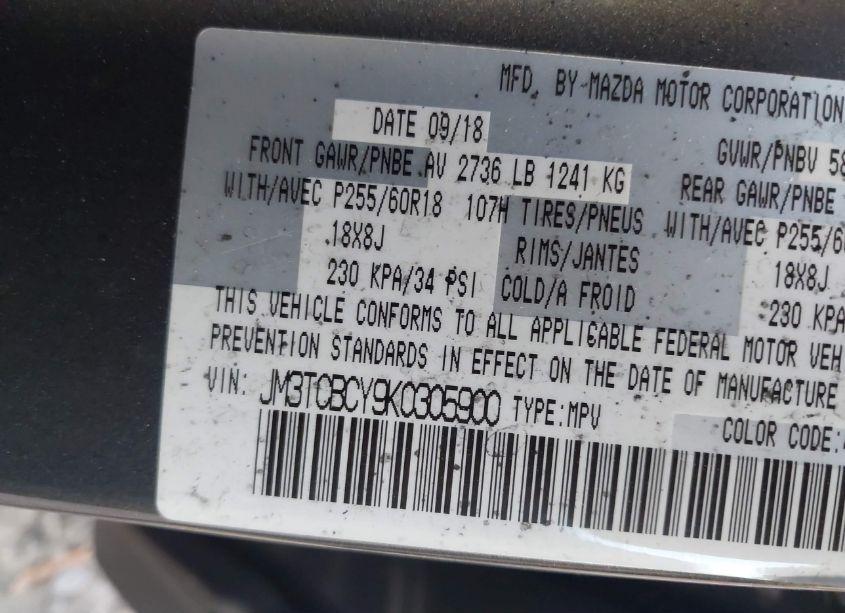 MFD. BY MAZDA MOTOR CORPORATION
DATE 09/18
GVWR/PNBV 58
FRONT GAWR/PNBE AV 2736 LB 1241 KG
REAR GAWR/PNBE
WITH/AVEC P255/60R18 107H TIRES/PNEUS WITH/AVEC P255/60
18X8J RIMS/JANTES 18X8J
230 KPA/34 PSI COLD/A FROID 230 KPA
THIS VEHICLE CONFORMS TO ALL APPLICABLE FEDERAL MOTOR VEH
PREVENTION STANDARDS IN EFFECT ON THE DATE OF MANUFACTURE
VIN: JM3TCBCY9K0305900 TYPE:MPV
COLOR CODE: